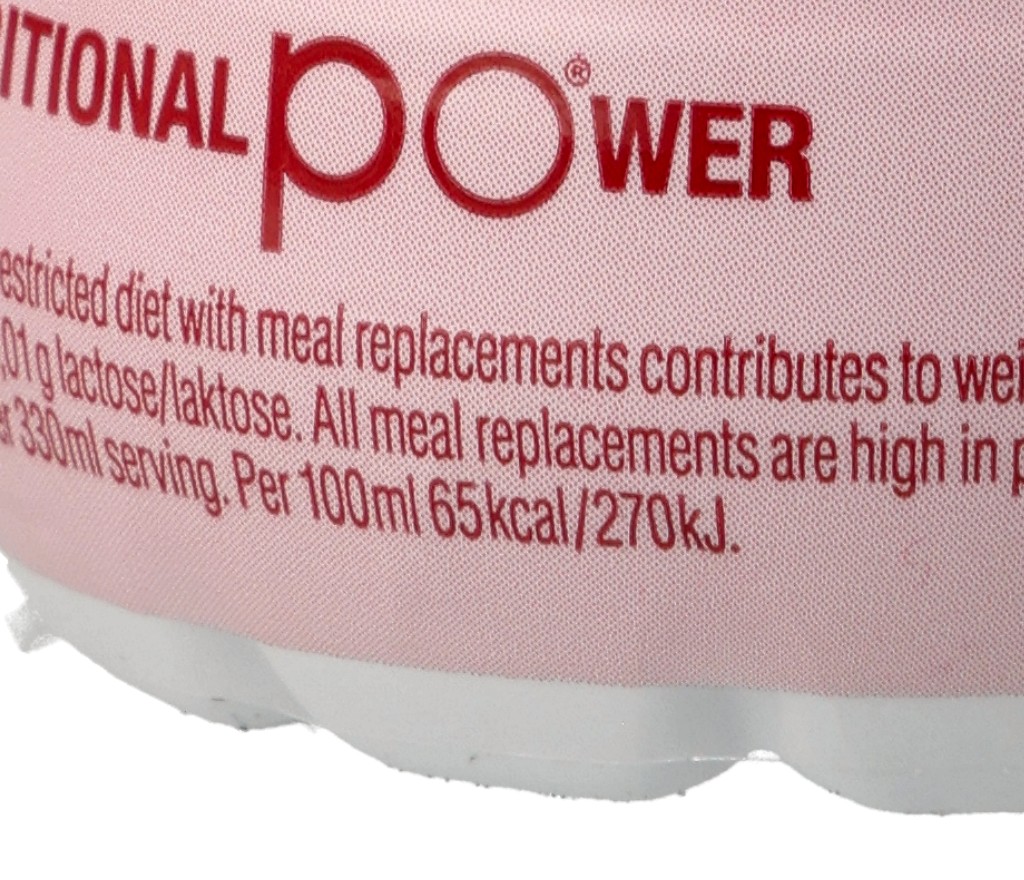 ITIONAL pOWER®
estricted diet with meal replacements contributes to wei
,01 g lactose/laktose. All meal replacements are high in p
er 330ml serving. Per 100ml 65kcal/270kJ.